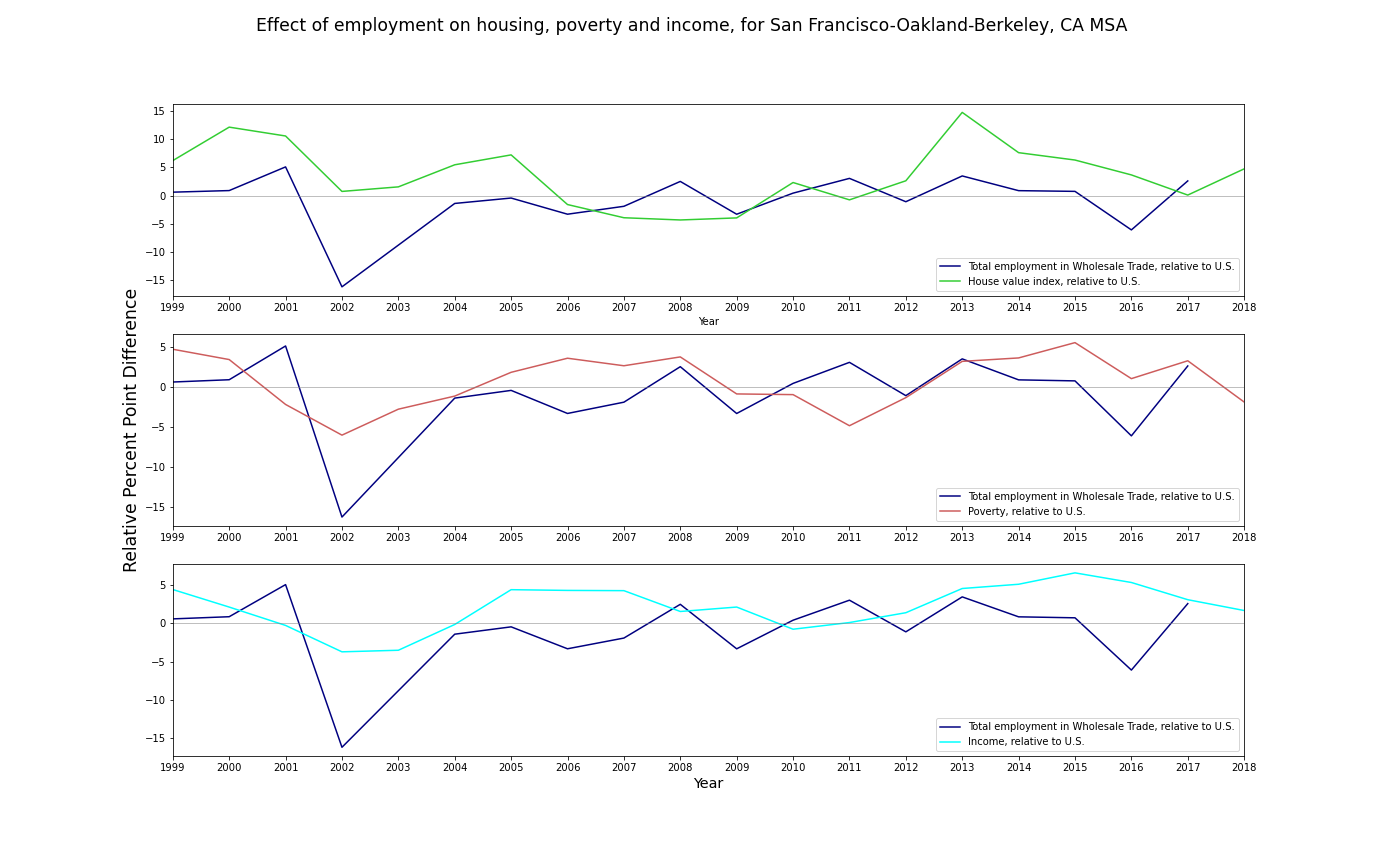 Effect of employment on housing, poverty and income, for San Francisco-Oakland-Berkeley, CA MSA
Relative Percent Point Difference
15
10
5
0
−5
−10
−15
Total employment in Wholesale Trade, relative to U.S.
House value index, relative to U.S.
1999 2000 2001 2002 2003 2004 2005 2006 2007 2008 2009 2010 2011 2012 2013 2014 2015 2016 2017 2018
Year
5
0
−5
−10
−15
Total employment in Wholesale Trade, relative to U.S.
Poverty, relative to U.S.
1999 2000 2001 2002 2003 2004 2005 2006 2007 2008 2009 2010 2011 2012 2013 2014 2015 2016 2017 2018
5
0
−5
−10
−15
Total employment in Wholesale Trade, relative to U.S.
Income, relative to U.S.
1999 2000 2001 2002 2003 2004 2005 2006 2007 2008 2009 2010 2011 2012 2013 2014 2015 2016 2017 2018
Year